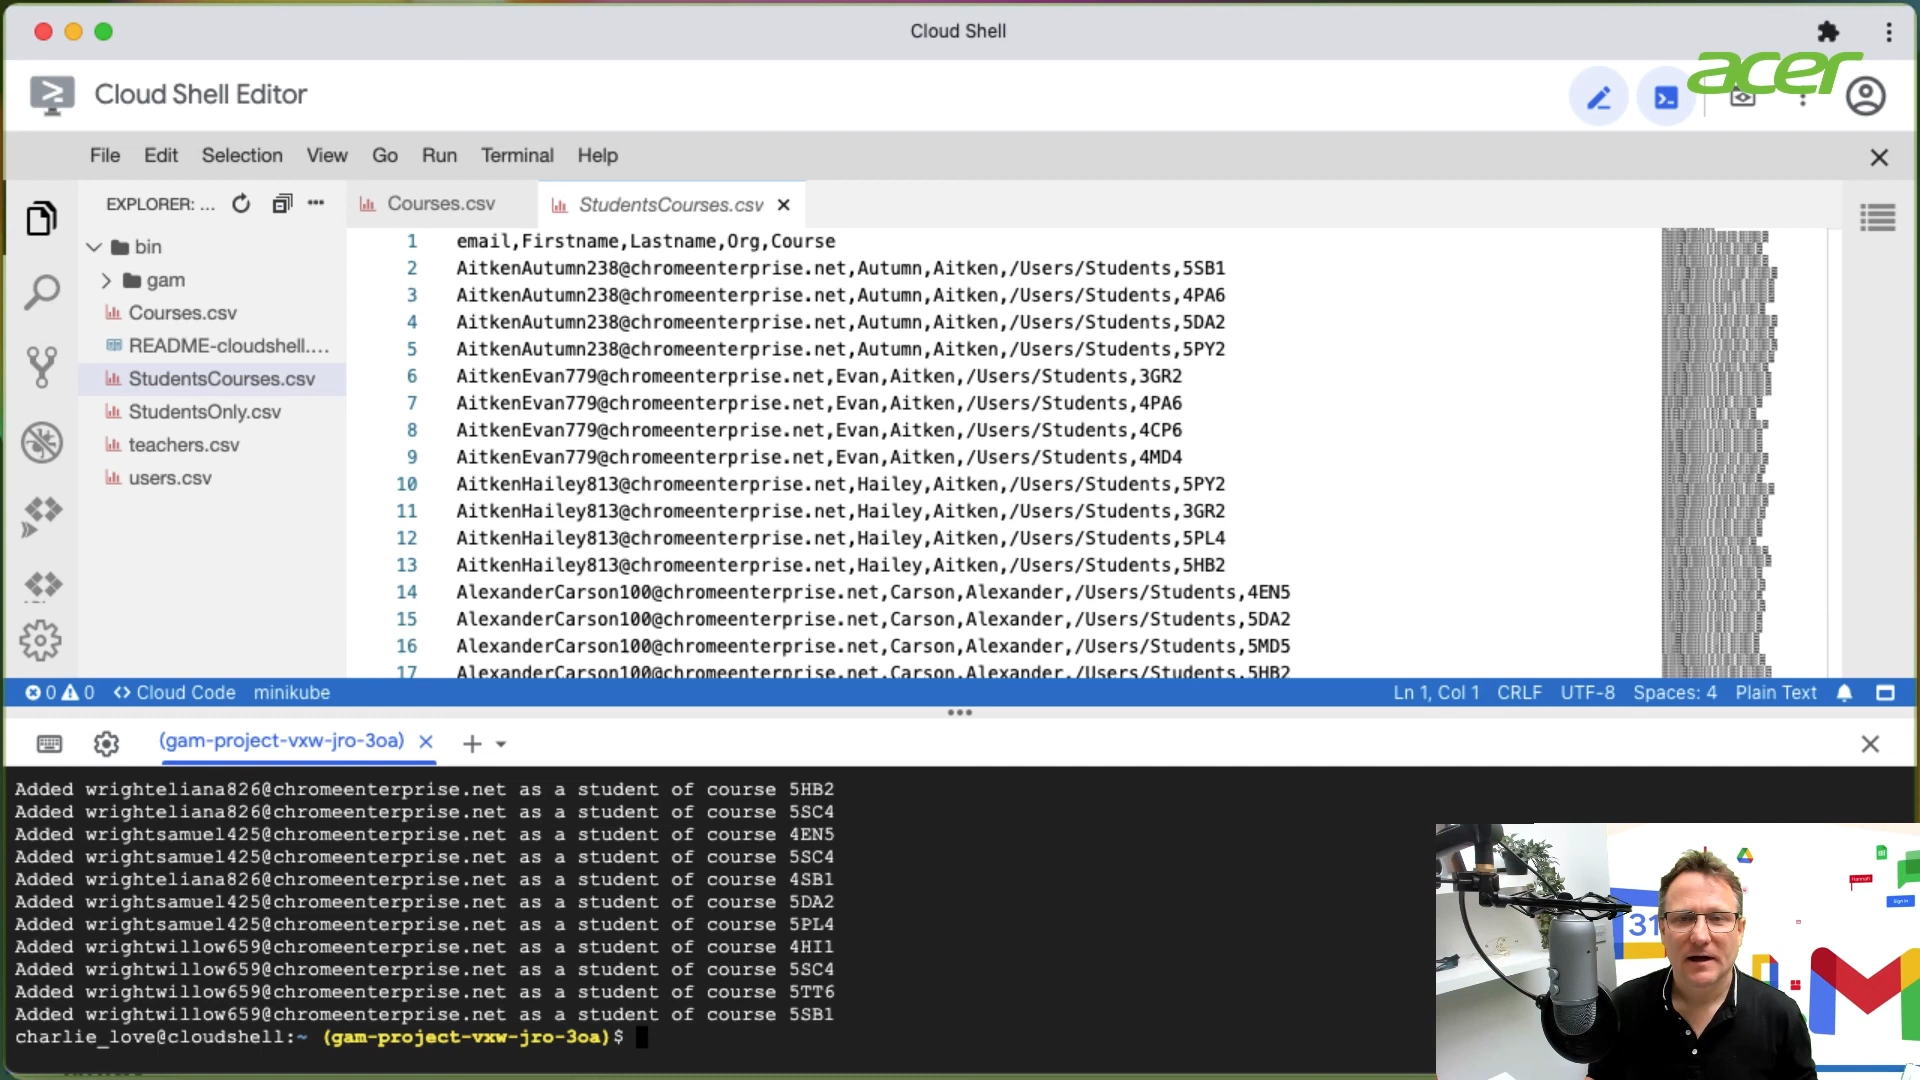 Cloud Shell
acer
Cloud Shell Editor
File Edit Selection View Go Run Terminal Help
EXPLORER: ...
bin
gam
Courses.csv
README-cloudshell....
StudentsCourses.csv
StudentsOnly.csv
teachers.csv
users.csv
Courses.csv
StudentsCourses.csv
1 email,Firstname,Lastname,Org,Course
2 AitkenAutumn238@chromeenterprise.net,Autumn,Aitken,/Users/Students,5SB1
3 AitkenAutumn238@chromeenterprise.net,Autumn,Aitken,/Users/Students,4PA6
4 AitkenAutumn238@chromeenterprise.net,Autumn,Aitken,/Users/Students,5DA2
5 AitkenAutumn238@chromeenterprise.net,Autumn,Aitken,/Users/Students,5PY2
6 AitkenEvan779@chromeenterprise.net,Evan,Aitken,/Users/Students,3GR2
7 AitkenEvan779@chromeenterprise.net,Evan,Aitken,/Users/Students,4PA6
8 AitkenEvan779@chromeenterprise.net,Evan,Aitken,/Users/Students,4CP6
9 AitkenEvan779@chromeenterprise.net,Evan,Aitken,/Users/Students,4MD4
10 AitkenHailey813@chromeenterprise.net,Hailey,Aitken,/Users/Students,5PY2
11 AitkenHailey813@chromeenterprise.net,Hailey,Aitken,/Users/Students,3GR2
12 AitkenHailey813@chromeenterprise.net,Hailey,Aitken,/Users/Students,5PL4
13 AitkenHailey813@chromeenterprise.net,Hailey,Aitken,/Users/Students,5HB2
14 AlexanderCarson100@chromeenterprise.net,Carson,Alexander,/Users/Students,4EN5
15 AlexanderCarson100@chromeenterprise.net,Carson,Alexander,/Users/Students,5DA2
16 AlexanderCarson100@chromeenterprise.net,Carson,Alexander,/Users/Students,5MD5
17 AlexanderCarson100@chromeenterprise.net,Carson,Alexander,/Users/Students,5HB2
0 0 <> Cloud Code minikube
Ln 1, Col 1 CRLF UTF-8 Spaces: 4 Plain Text
(gam-project-vxw-jro-3oa)
Added wrighteliana826@chromeenterprise.net as a student of course 5HB2
Added wrighteliana826@chromeenterprise.net as a student of course 5SC4
Added wrightsamuel425@chromeenterprise.net as a student of course 4EN5
Added wrightsamuel425@chromeenterprise.net as a student of course 5SC4
Added wrighteliana826@chromeenterprise.net as a student of course 4SB1
Added wrightsamuel425@chromeenterprise.net as a student of course 5DA2
Added wrightsamuel425@chromeenterprise.net as a student of course 5PL4
Added wrightwillow659@chromeenterprise.net as a student of course 4HI1
Added wrightwillow659@chromeenterprise.net as a student of course 5SC4
Added wrightwillow659@chromeenterprise.net as a student of course 5TT6
Added wrightwillow659@chromeenterprise.net as a student of course 5SB1
charlie_love@cloudshell:~ (gam-project-vxw-jro-3oa)$
31